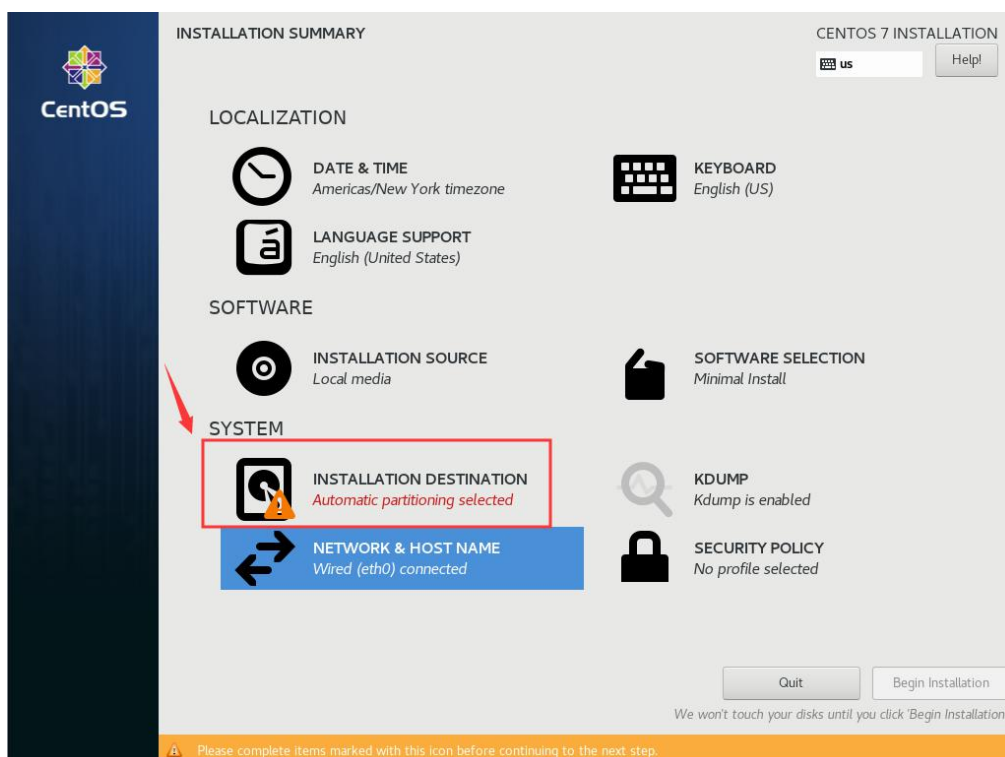 INSTALLATION SUMMARY
CENTOS 7 INSTALLATION
us
Help!
CentOS
LOCALIZATION
DATE & TIME
Americas/New York timezone
KEYBOARD
English (US)
á
LANGUAGE SUPPORT
English (United States)
SOFTWARE
INSTALLATION SOURCE
Local media
SOFTWARE SELECTION
Minimal Install
SYSTEM
INSTALLATION DESTINATION
Automatic partitioning selected
KDUMP
Kdump is enabled
NETWORK & HOST NAME
Wired (eth0) connected
SECURITY POLICY
No profile selected
Quit
Begin Installation
We won't touch your disks until you click 'Begin Installation
Please complete items marked with this icon before continuing to the next step.